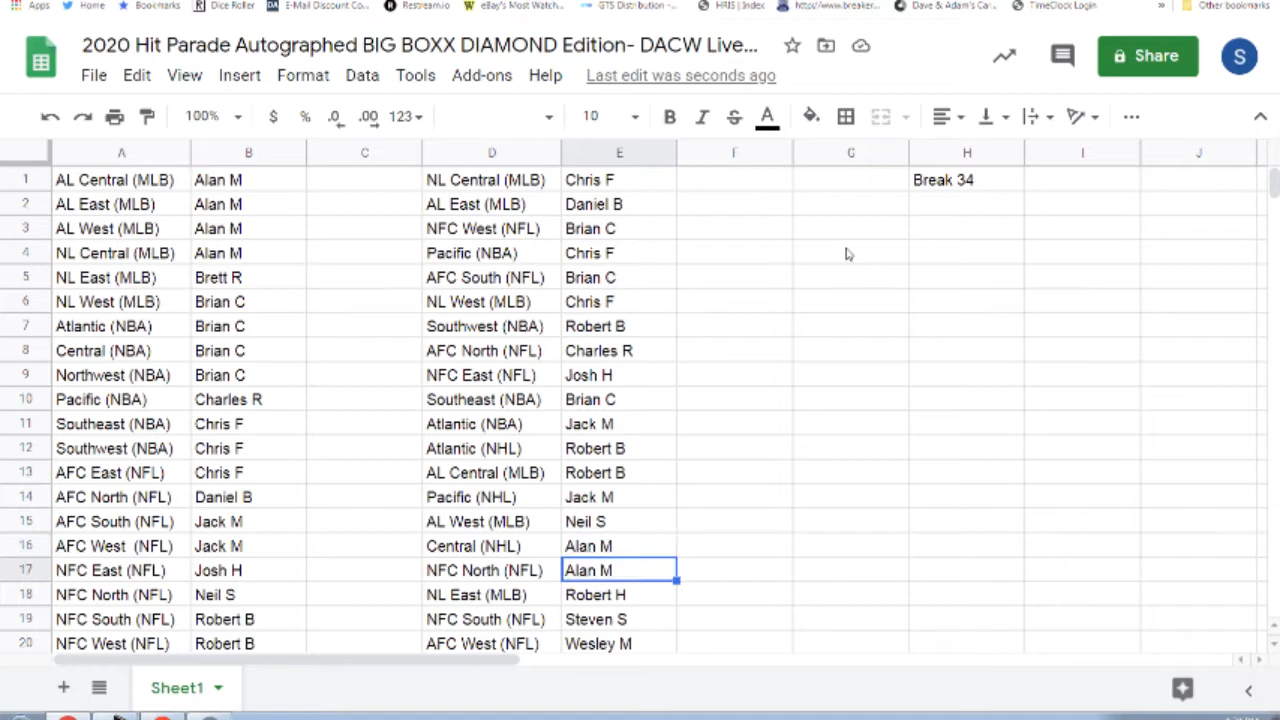 Apps Home Bookmarks Dice Roller E-Mail Discount Co... Restream.io eBay's Most Watch... GTS Distribution -... HRIS | Index http://www.breaker... Dave & Adam's Car... TimeClock Login » Other bookmarks
2020 Hit Parade Autographed BIG BOXX DIAMOND Edition- DACW Live...
File Edit View Insert Format Data Tools Add-ons Help Last edit was seconds ago
Share S
100% $ % .0 .00 123 10 B I S A
A B C D E F G H I J
1 AL Central (MLB) Alan M NL Central (MLB) Chris F Break 34
2 AL East (MLB) Alan M AL East (MLB) Daniel B
3 AL West (MLB) Alan M NFC West (NFL) Brian C
4 NL Central (MLB) Alan M Pacific (NBA) Chris F
5 NL East (MLB) Brett R AFC South (NFL) Brian C
6 NL West (MLB) Brian C NL West (MLB) Chris F
7 Atlantic (NBA) Brian C Southwest (NBA) Robert B
8 Central (NBA) Brian C AFC North (NFL) Charles R
9 Northwest (NBA) Brian C NFC East (NFL) Josh H
10 Pacific (NBA) Charles R Southeast (NBA) Brian C
11 Southeast (NBA) Chris F Atlantic (NBA) Jack M
12 Southwest (NBA) Chris F Atlantic (NHL) Robert B
13 AFC East (NFL) Chris F AL Central (MLB) Robert B
14 AFC North (NFL) Daniel B Pacific (NHL) Jack M
15 AFC South (NFL) Jack M AL West (MLB) Neil S
16 AFC West (NFL) Jack M Central (NHL) Alan M
17 NFC East (NFL) Josh H NFC North (NFL) Alan M
18 NFC North (NFL) Neil S NL East (MLB) Robert H
19 NFC South (NFL) Robert B NFC South (NFL) Steven S
20 NFC West (NFL) Robert B AFC West (NFL) Wesley M
Sheet1